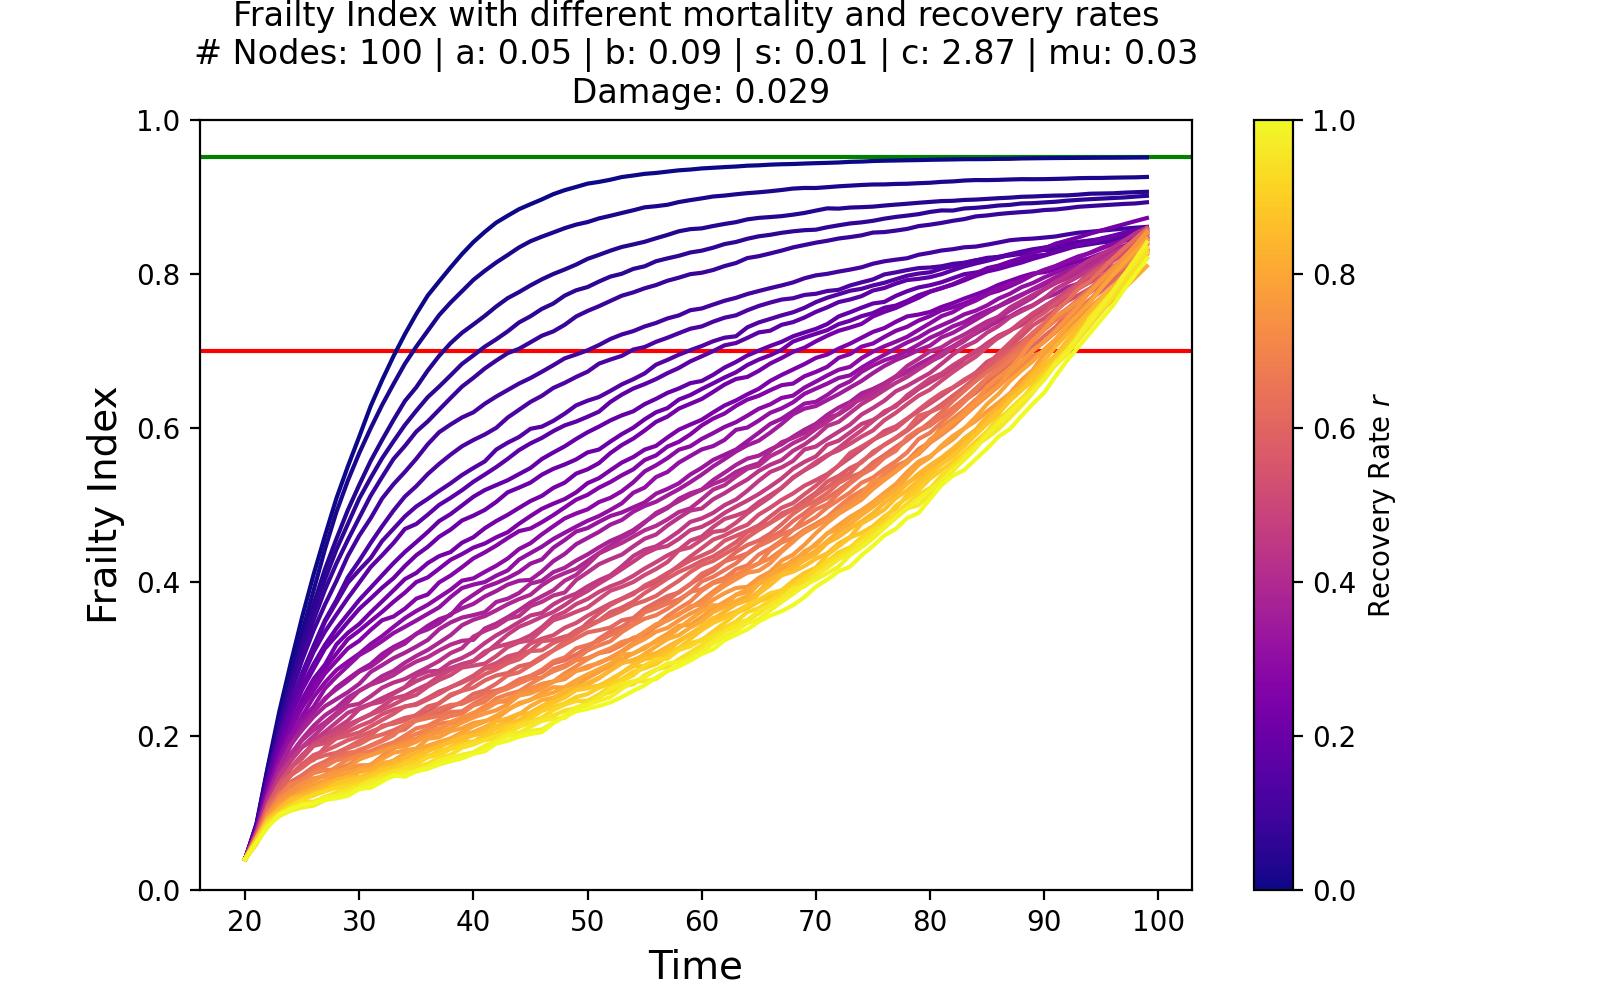 Frailty Index with different mortality and recovery rates
# Nodes: 100 | a: 0.05 | b: 0.09 | s: 0.01 | c: 2.87 | mu: 0.03
Damage: 0.029
1.0
0.8
0.6
0.4
0.2
0.0
Frailty Index
20 30 40 50 60 70 80 90 100
Time
1.0
0.8
0.6
0.4
0.2
0.0
Recovery Rate r